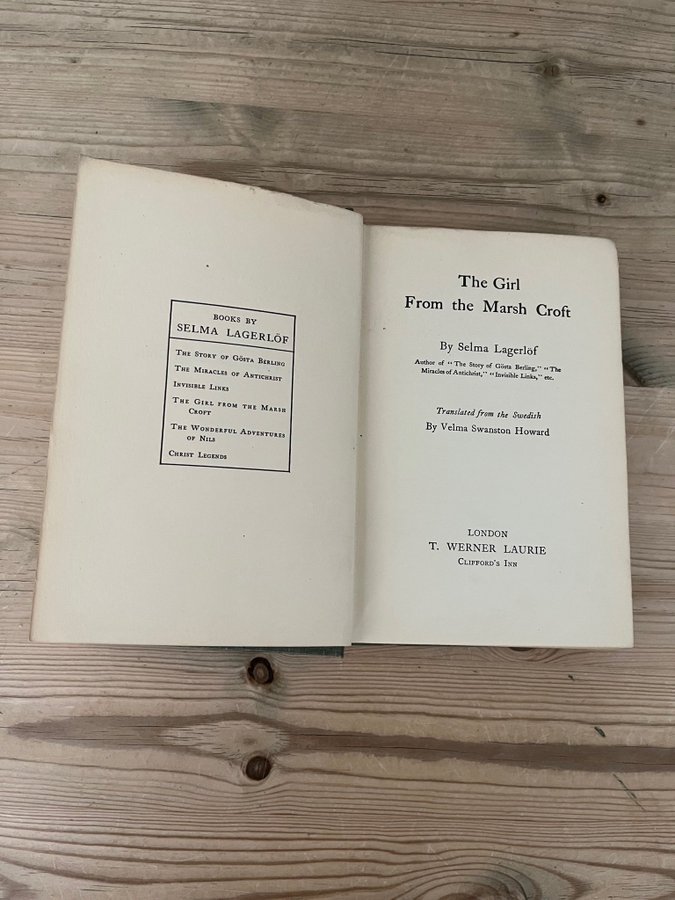 BOOKS BY
SELMA LAGERLÖF
THE STORY OF GÖSTA BERLING
THE MIRACLES OF ANTICHRIST
INVISIBLE LINKS
THE GIRL FROM THE MARSH
CROFT
THE WONDERFUL ADVENTURES
OF NILS
CHRIST LEGENDS
The Girl
From the Marsh Croft
By Selma Lagerlöf
Author of "The Story of Gösta Berling," "The
Miracles of Antichrist," "Invisible Links," etc.
Translated from the Swedish
By Velma Swanston Howard
LONDON
T. WERNER LAURIE
CLIFFORD'S INN